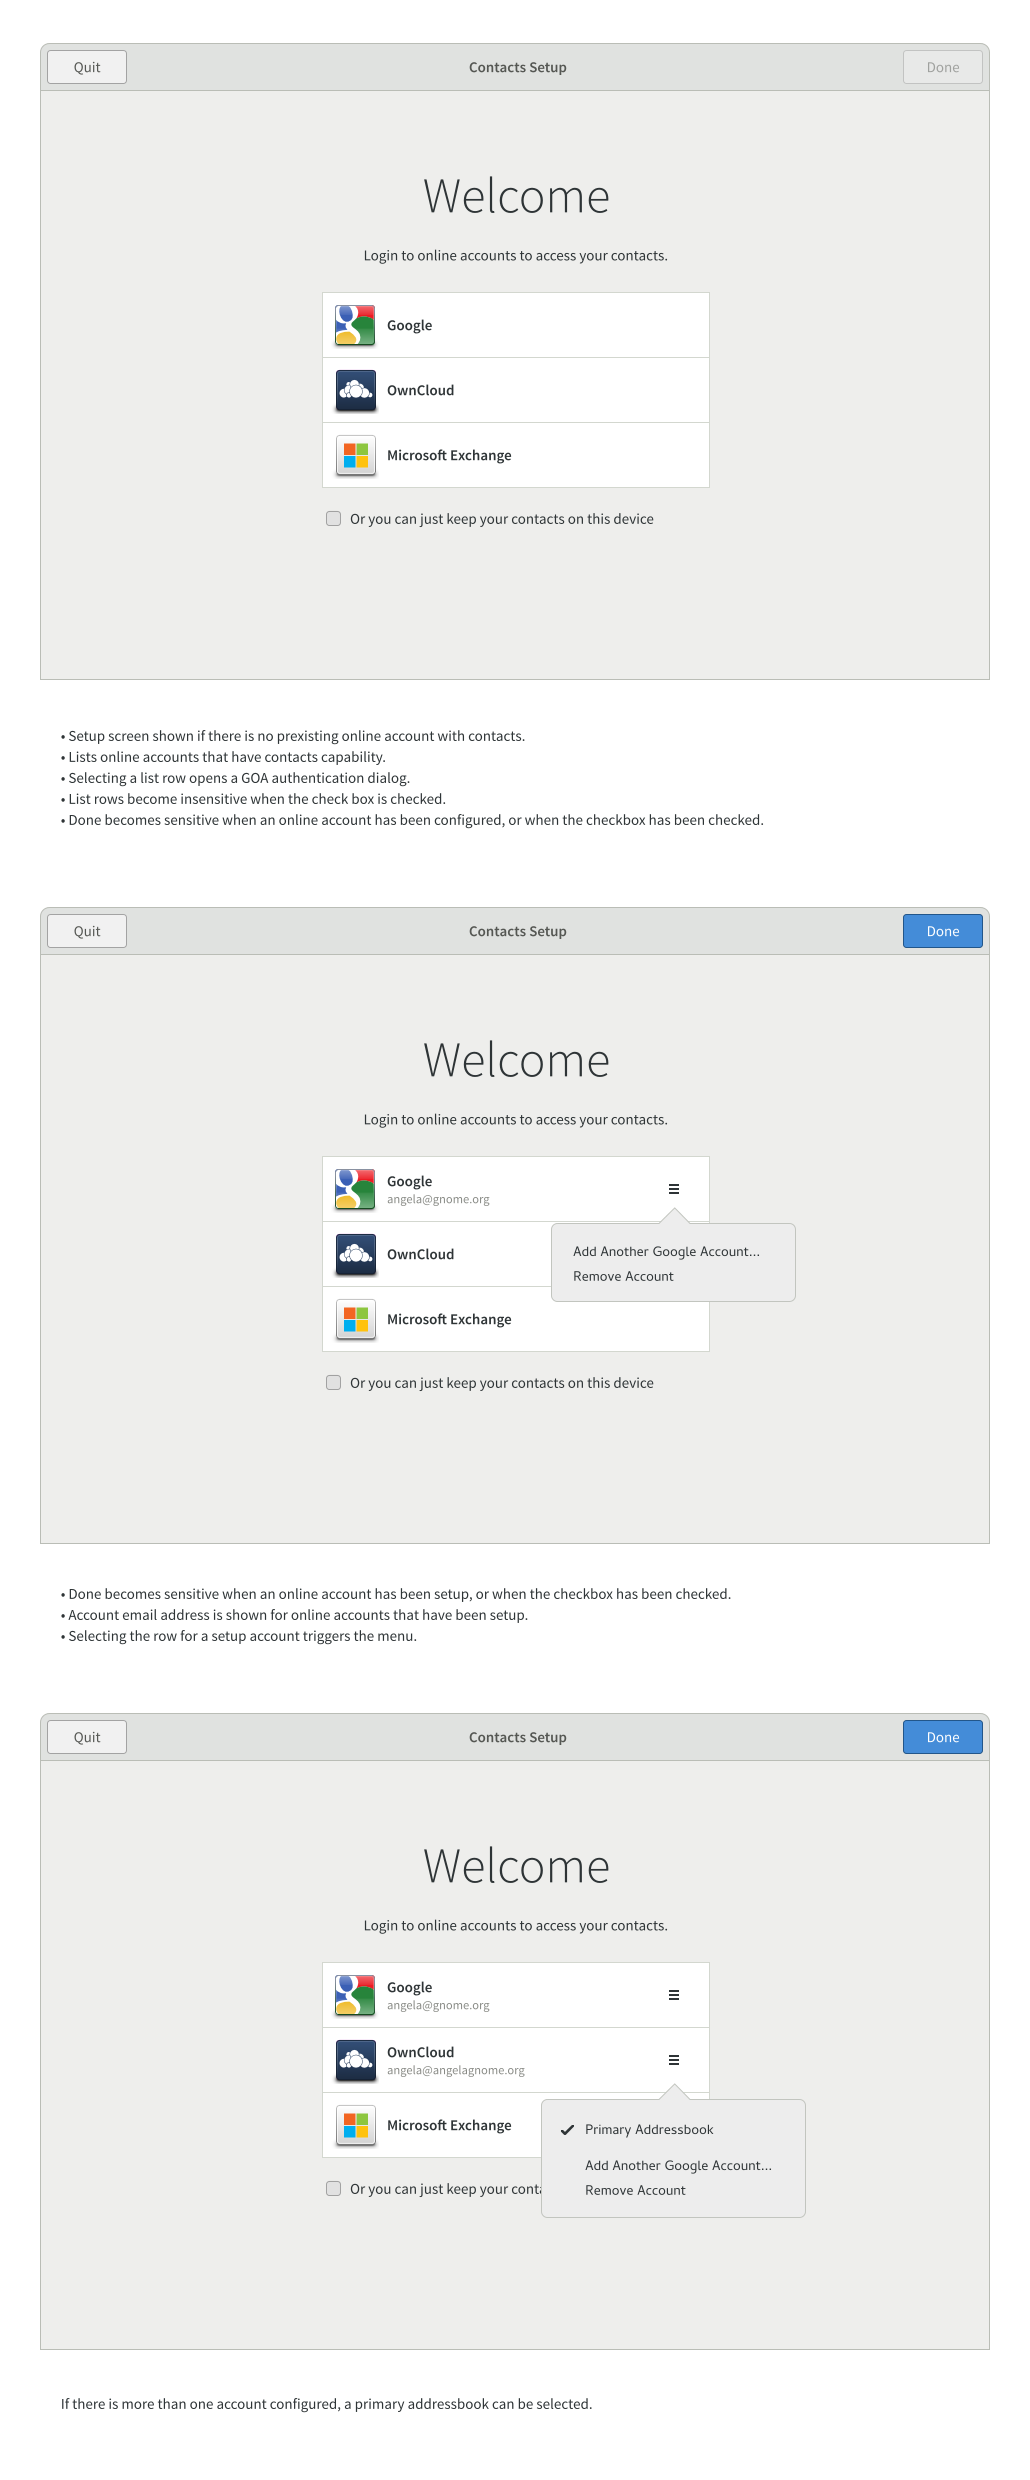 Quit
Contacts Setup
Done
Welcome
Login to online accounts to access your contacts.
Google
OwnCloud
Microsoft Exchange
Or you can just keep your contacts on this device
• Setup screen shown if there is no prexisting online account with contacts.
• Lists online accounts that have contacts capability.
• Selecting a list row opens a GOA authentication dialog.
• List rows become insensitive when the check box is checked.
• Done becomes sensitive when an online account has been configured, or when the checkbox has been checked.
Quit
Contacts Setup
Done
Welcome
Login to online accounts to access your contacts.
Google
angela@gnome.org
OwnCloud
Add Another Google Account...
Remove Account
Microsoft Exchange
Or you can just keep your contacts on this device
• Done becomes sensitive when an online account has been setup, or when the checkbox has been checked.
• Account email address is shown for online accounts that have been setup.
• Selecting the row for a setup account triggers the menu.
Quit
Contacts Setup
Done
Welcome
Login to online accounts to access your contacts.
Google
angela@gnome.org
OwnCloud
angela@angelagnome.org
Microsoft Exchange
Primary Addressbook
Add Another Google Account...
Remove Account
Or you can just keep your conta
If there is more than one account configured, a primary addressbook can be selected.